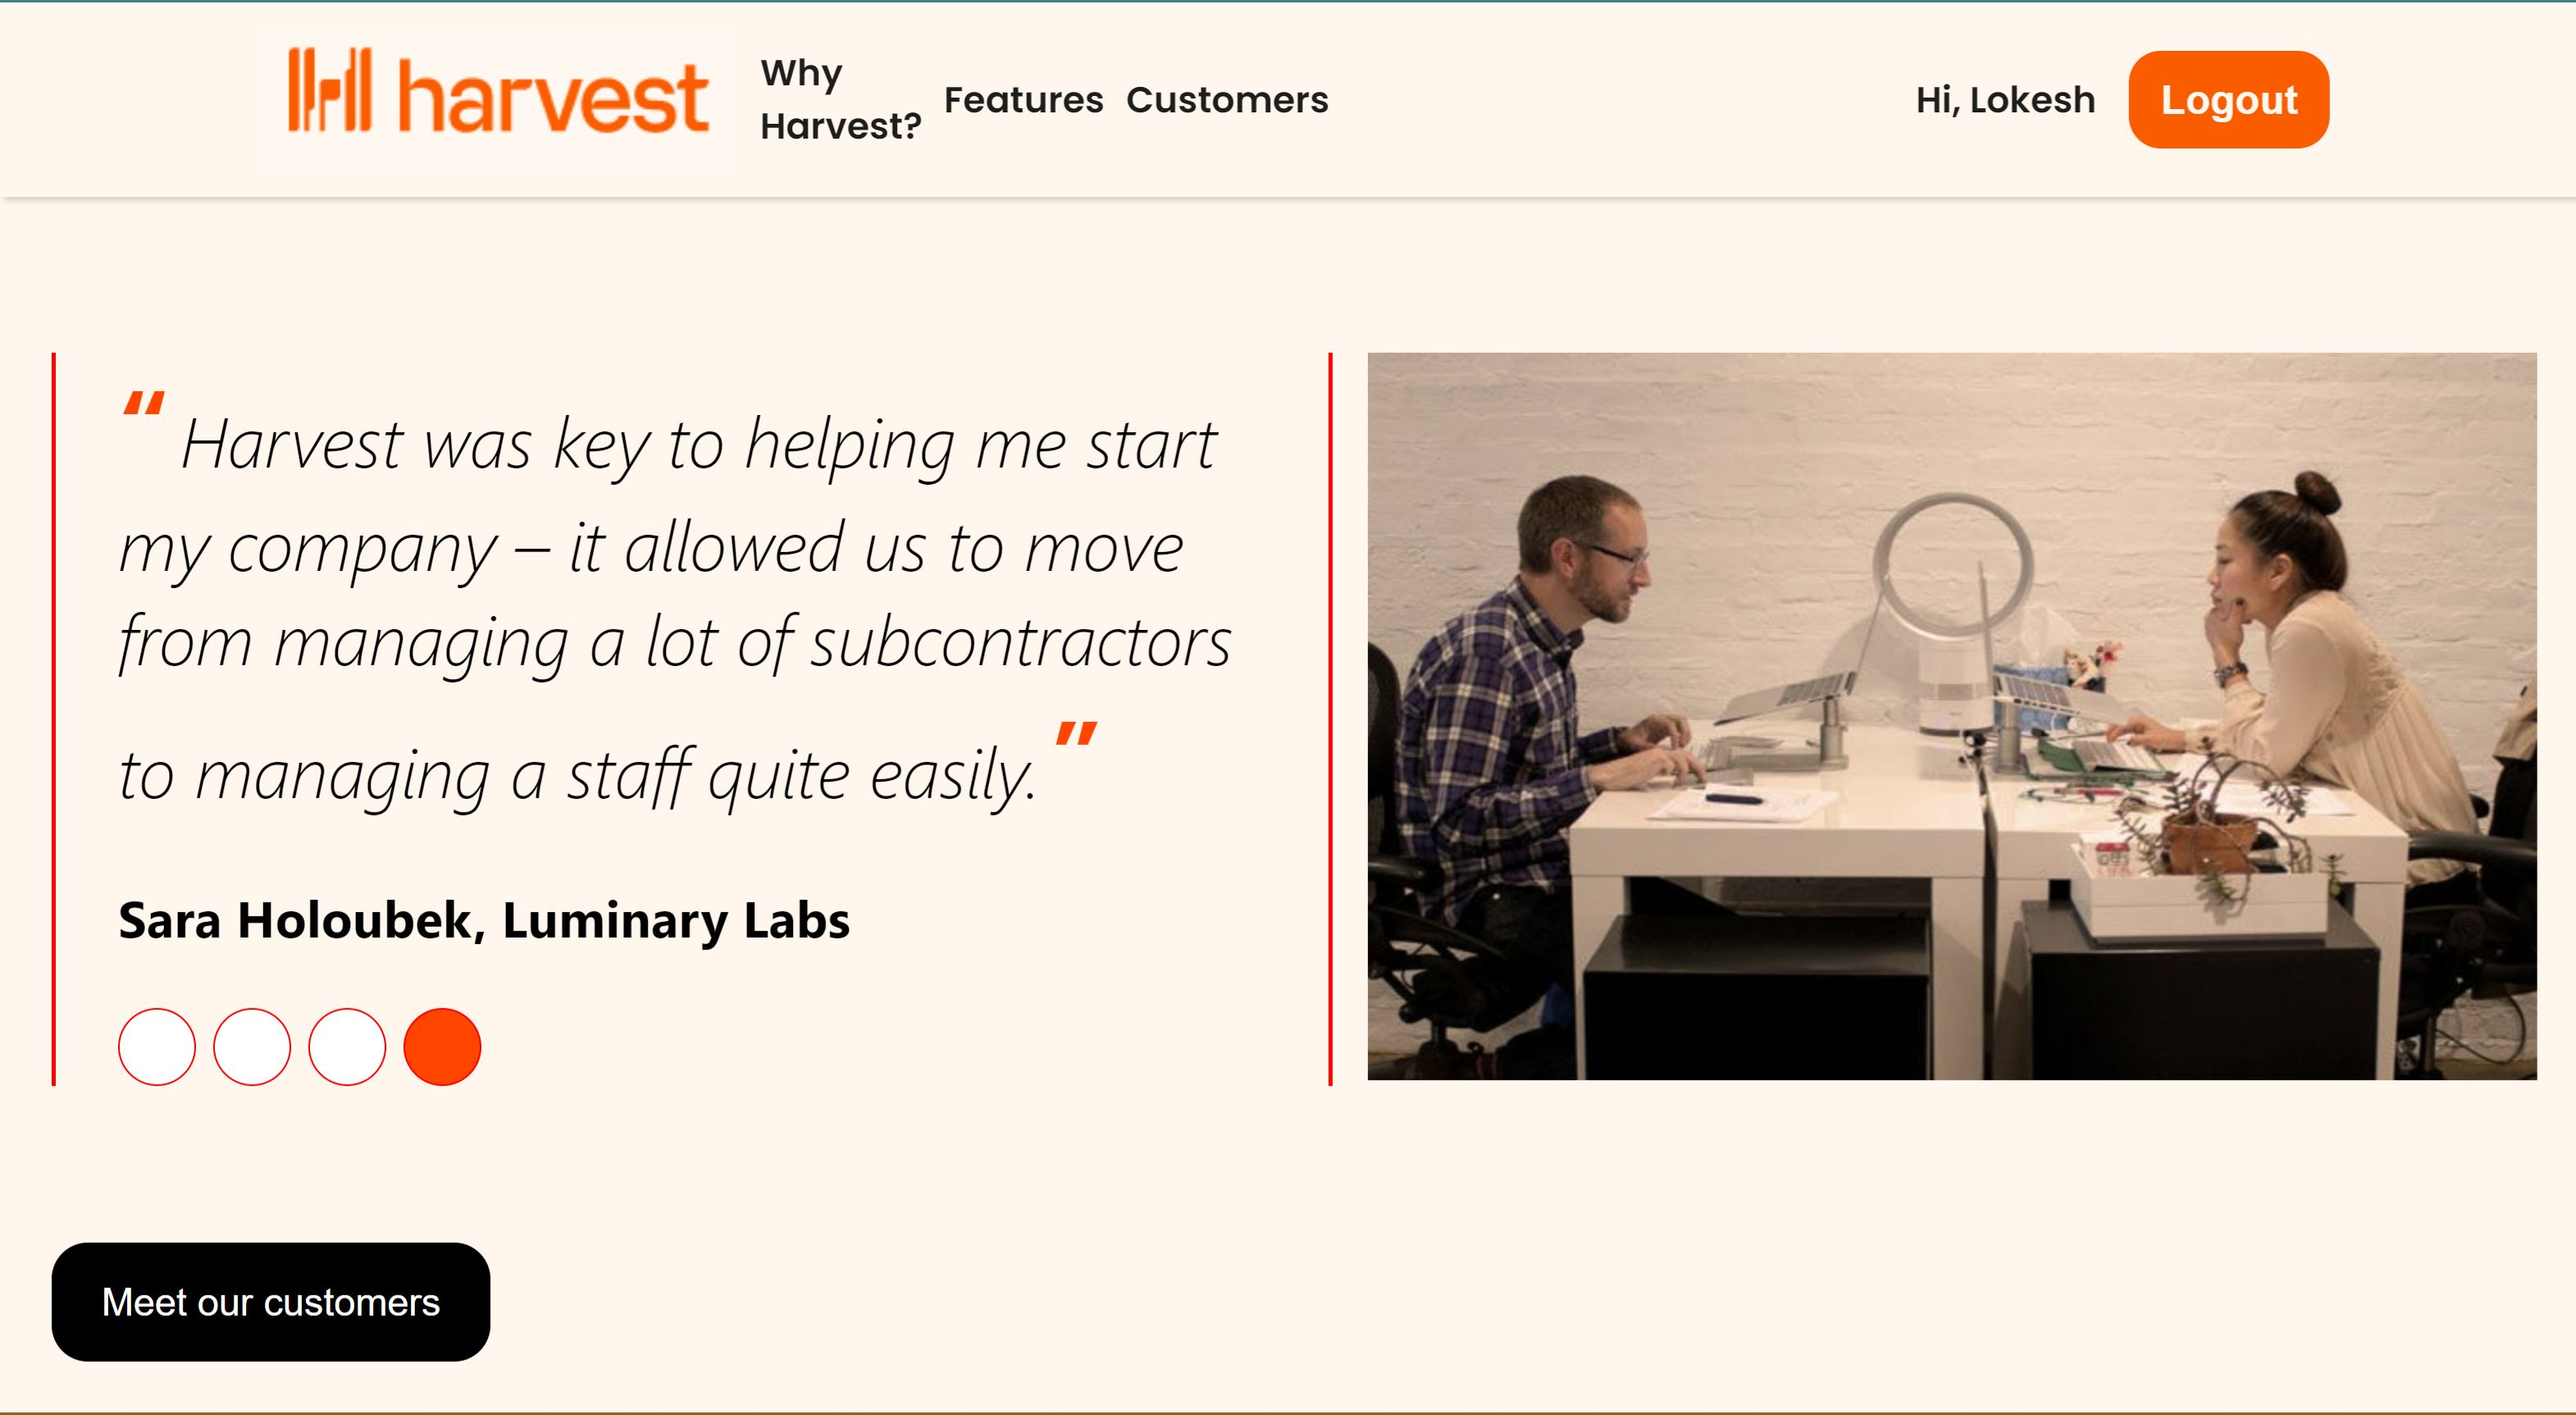 harvest
Why
Harvest?
Features
Customers
Hi, Lokesh
Logout
“ Harvest was key to helping me start
my company – it allowed us to move
from managing a lot of subcontractors
to managing a staff quite easily. ”
Sara Holoubek, Luminary Labs
Meet our customers